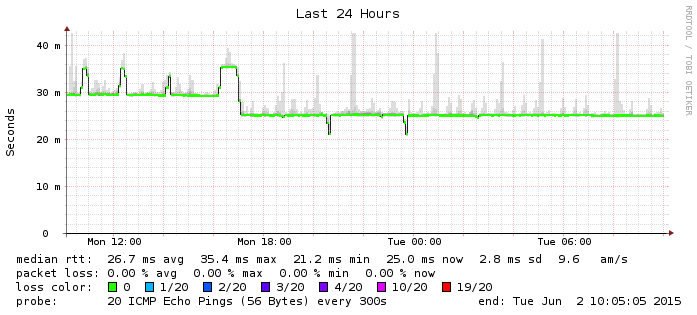 Last 24 Hours
RRDTOOL / TOBI OETIKER
Seconds
40 m
30 m
20 m
10 m
0
Mon 12:00 Mon 18:00 Tue 00:00 Tue 06:00
median rtt: 26.7 ms avg 35.4 ms max 21.2 ms min 25.0 ms now 2.8 ms sd 9.6 am/s
packet loss: 0.00 % avg 0.00 % max 0.00 % min 0.00 % now
loss color: 0 1/20 2/20 3/20 4/20 10/20 19/20
probe: 20 ICMP Echo Pings (56 Bytes) every 300s end: Tue Jun 2 10:05:05 2015